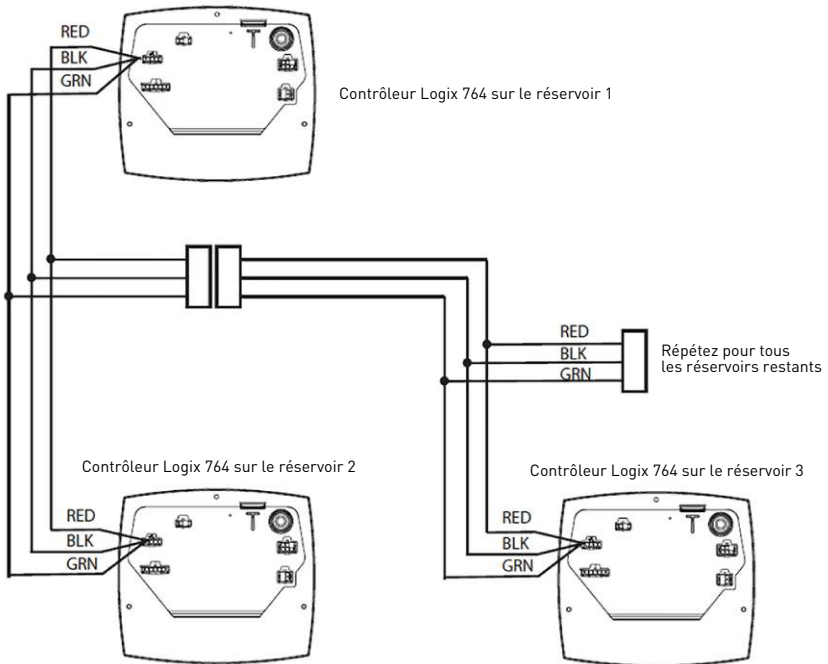 RED
BLK
GRN
Contrôleur Logix 764 sur le réservoir 1
RED
BLK
GRN
Répétez pour tous
les réservoirs restants
Contrôleur Logix 764 sur le réservoir 2
RED
BLK
GRN
Contrôleur Logix 764 sur le réservoir 3
RED
BLK
GRN